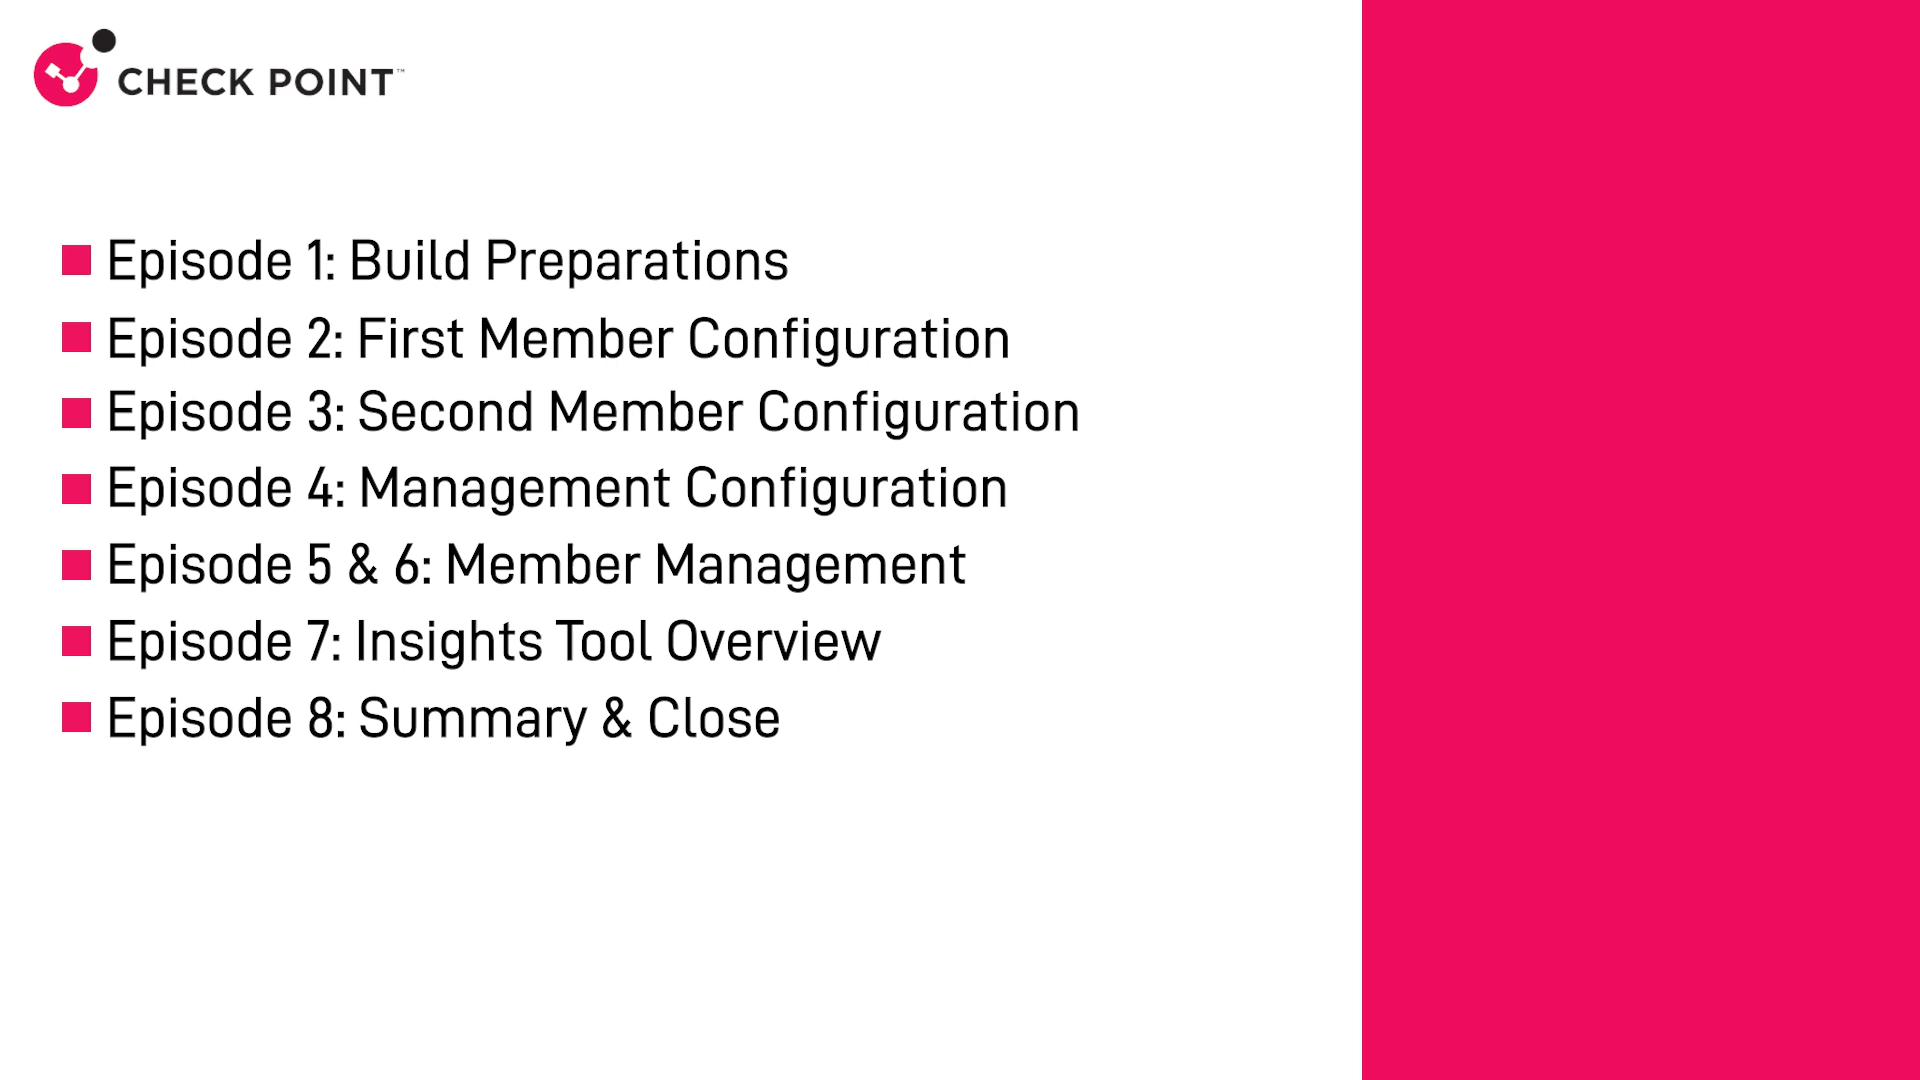 CHECK POINT™
Episode 1: Build Preparations
Episode 2: First Member Configuration
Episode 3: Second Member Configuration
Episode 4: Management Configuration
Episode 5 & 6: Member Management
Episode 7: Insights Tool Overview
Episode 8: Summary & Close